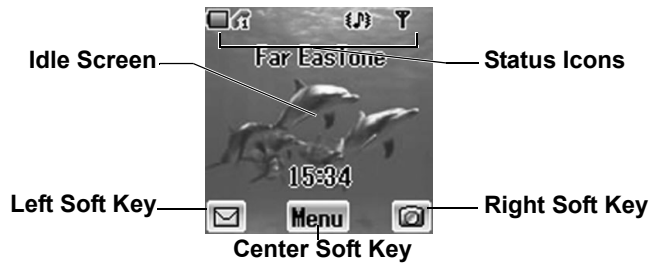 Idle Screen
Far EasTone
Status Icons
15:34
Left Soft Key
Menu
Right Soft Key
Center Soft Key